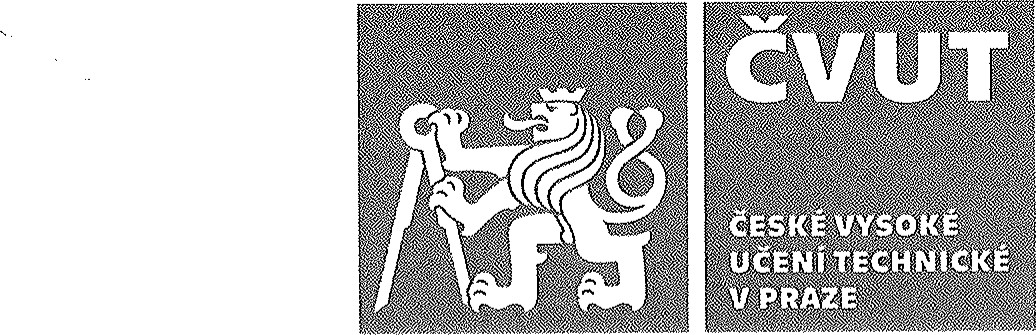 ČVUT
ČESKÉ VYSOKÉ
UČENÍ TECHNICKÉ
V PRAZE